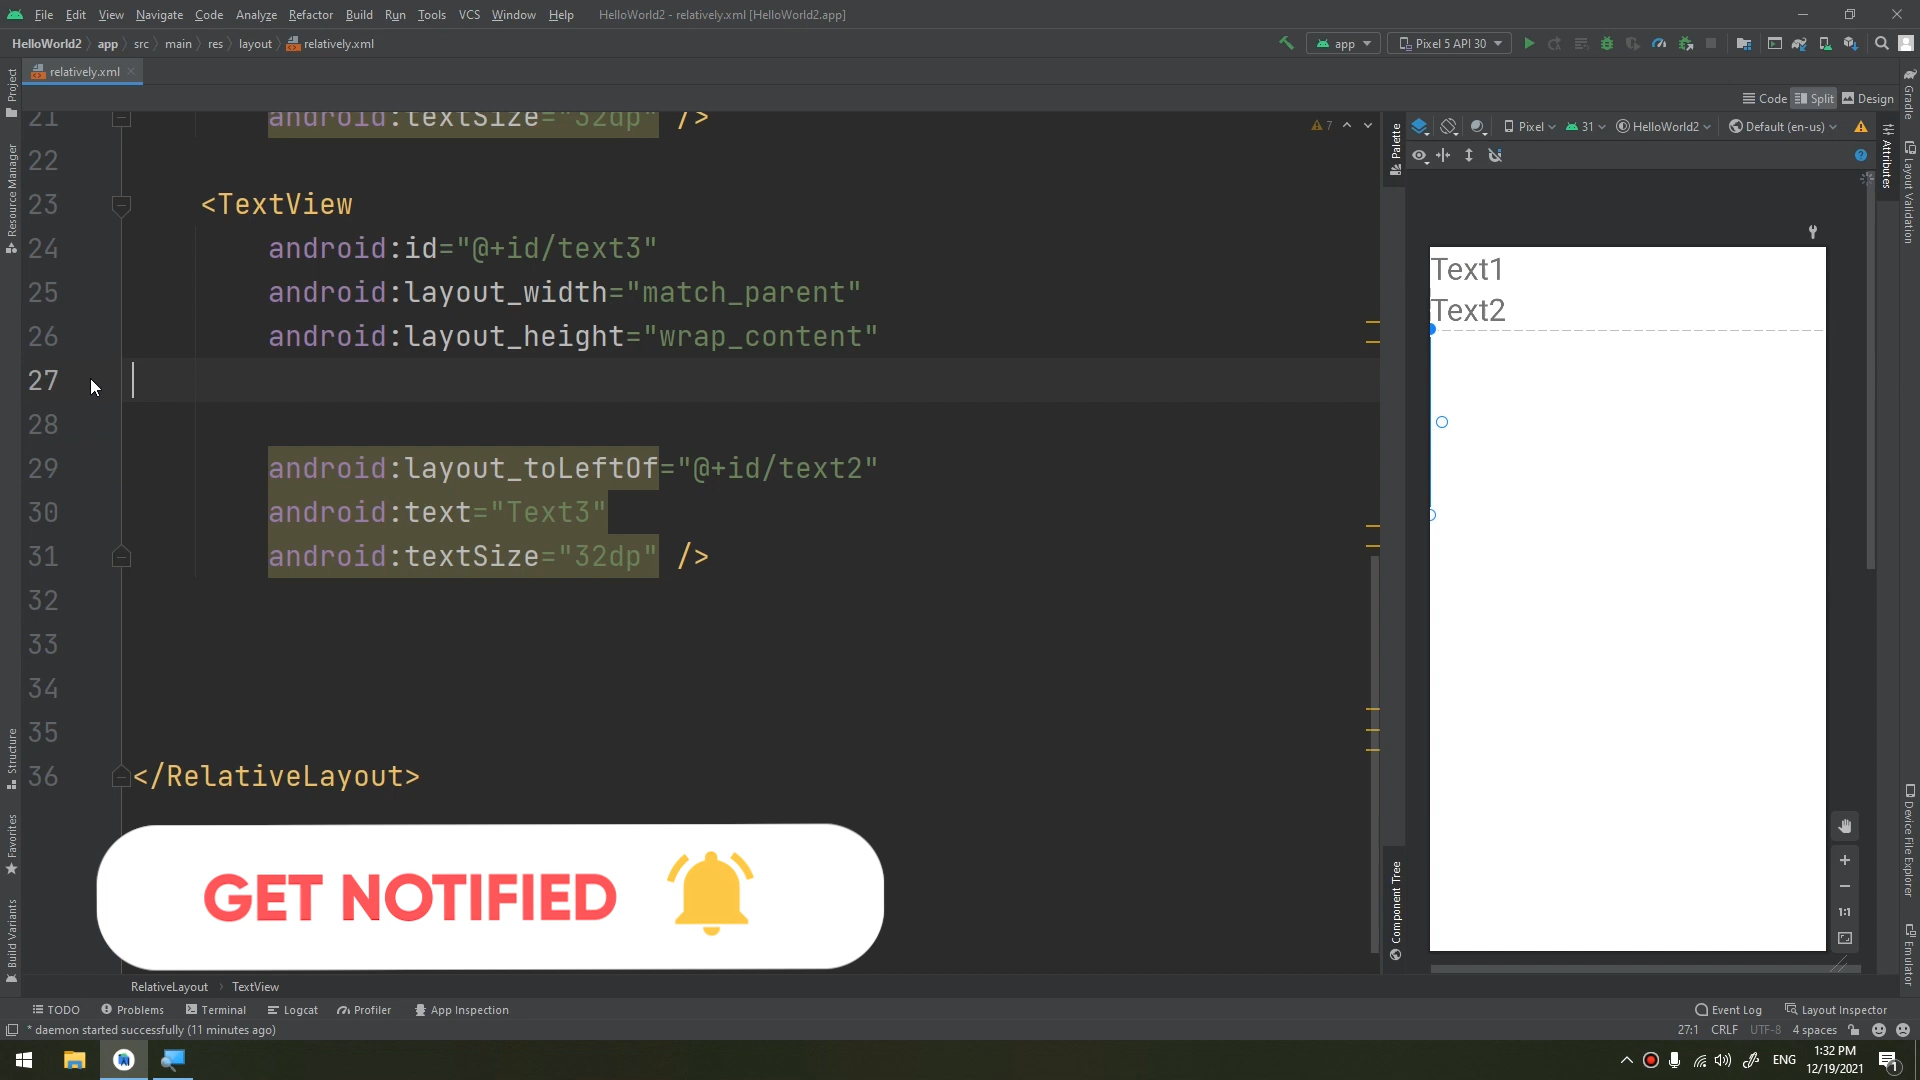 File Edit View Navigate Code Analyze Refactor Build Run Tools VCS Window Help HelloWorld2 - relatively.xml [HelloWorld2.app]
HelloWorld2 app src main res layout relatively.xml app Pixel 5 API 30
relatively.xml
Code Split Design
Project
Resource Manager
Structure
Favorites
Build Variants
21 android:textSize="32dp" />
22
23 <TextView
24 android:id="@+id/text3"
25 android:layout_width="match_parent"
26 android:layout_height="wrap_content"
27
28
29 android:layout_toLeftOf="@+id/text2"
30 android:text="Text3"
31 android:textSize="32dp" />
32
33
34
35
36 </RelativeLayout>
7
GET NOTIFIED
Palette
Component Tree
Pixel 31 HelloWorld2 Default (en-us)
Text1
Text2
1:1
Attributes
Gradle
Layout Validation
Device File Explorer
Emulator
RelativeLayout TextView
TODO Problems Terminal Logcat Profiler App Inspection Event Log Layout Inspector
* daemon started successfully (11 minutes ago) 27:1 CRLF UTF-8 4 spaces
ENG 1:32 PM
12/19/2021
1